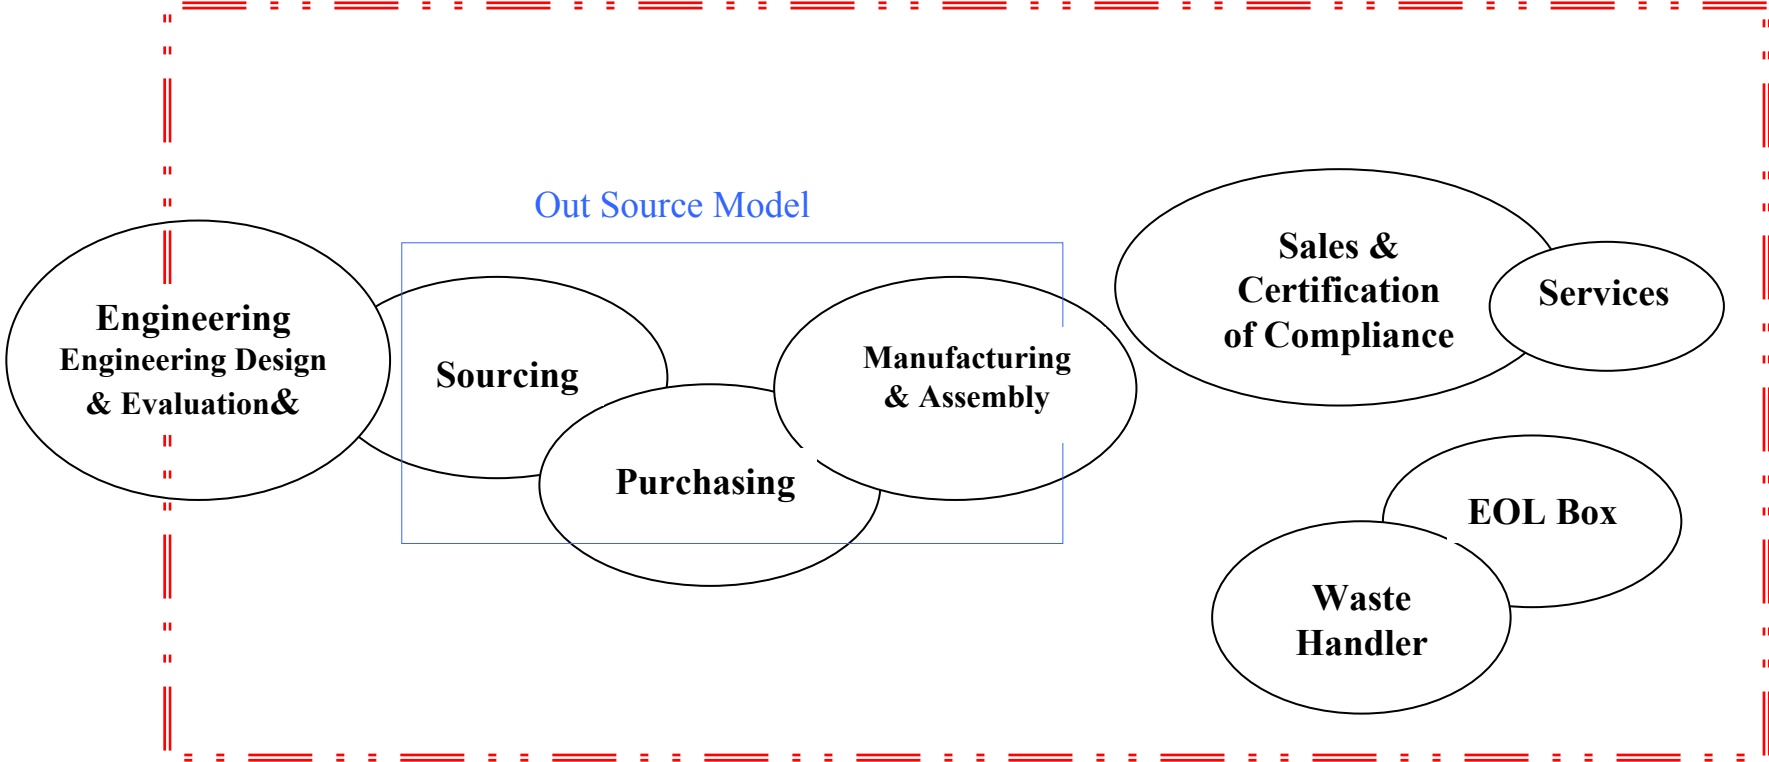 Out Source Model
Engineering
Engineering Design
& Evaluation&
Sourcing
Purchasing
Manufacturing
& Assembly
Sales &
Certification
of Compliance
Services
EOL Box
Waste
Handler